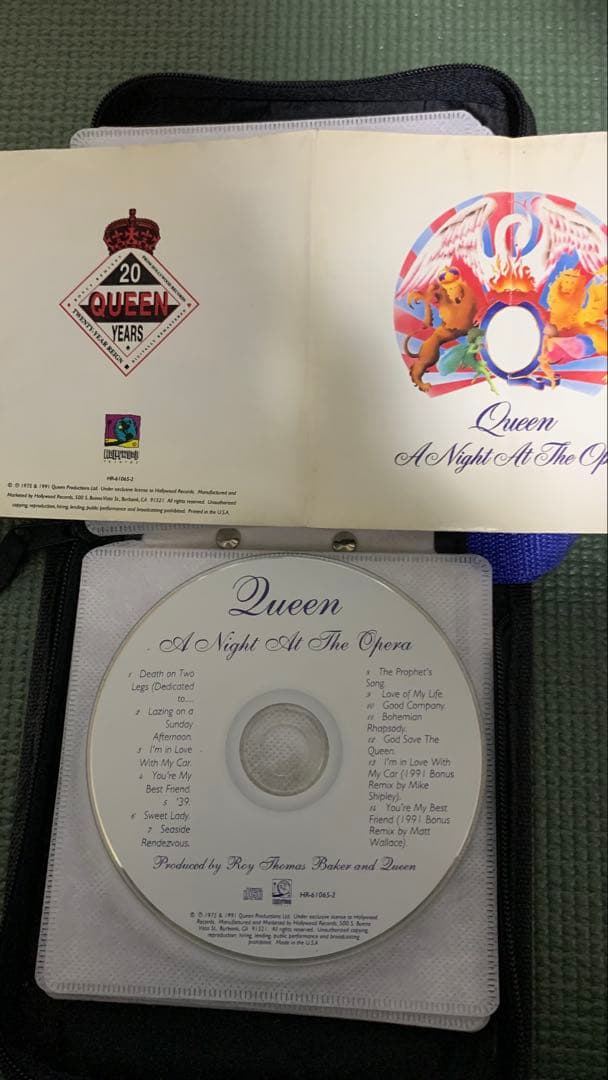 20
QUEEN
YEARS
TWENTY-YEAR REIGN
DIGITALLY REMASTERED
FROM HOLLYWOOD RECORDS
HOLLYWOOD
RECORDS
HR-61065-2
℗ © 1975 & 1991 Queen Productions Ltd. Under exclusive license to Hollywood Records. Manufactured and
Marketed by Hollywood Records, 500 S. Buena Vista St., Burbank, CA 91521. All rights reserved. Unauthorized
copying, reproduction, hiring, lending, public performance and broadcasting prohibited. Printed in the U.S.A.
Queen
A Night At The Op
Queen
A Night At The Opera
1 Death on Two
Legs (Dedicated
to....
2 Lazing on a
Sunday
Afternoon.
3 I'm in Love
With My Car.
4 You're My
Best Friend.
5 '39.
6 Sweet Lady.
7 Seaside
Rendezvous.
8 The Prophet's
Song.
9 Love of My Life.
10 Good Company.
11 Bohemian
Rhapsody.
12 God Save The
Queen.
13 I'm in Love With
My Car (1991 Bonus
Remix by Mike
Shipley).
14 You're My Best
Friend (1991 Bonus
Remix by Matt
Wallace).
Produced by Roy Thomas Baker and Queen
HR-61065-2
℗ © 1975 & 1991 Queen Productions Ltd. Under exclusive license to Hollywood
Records. Manufactured and Marketed by Hollywood Records, 500 S. Buena
Vista St., Burbank, CA 91521. All rights reserved. Unauthorized copying,
reproduction, hiring, lending, public performance and broadcasting
prohibited. Made in the U.S.A.